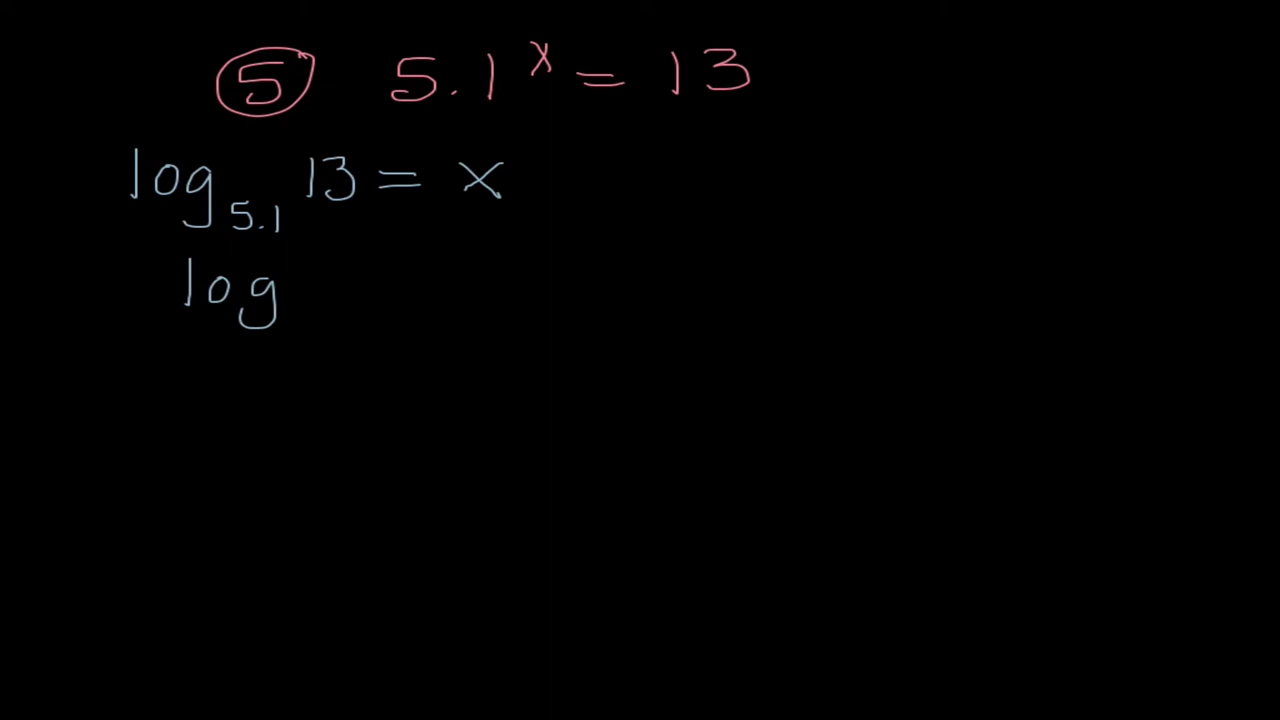 5 5.1^x = 13
log_5.1 13 = x
log